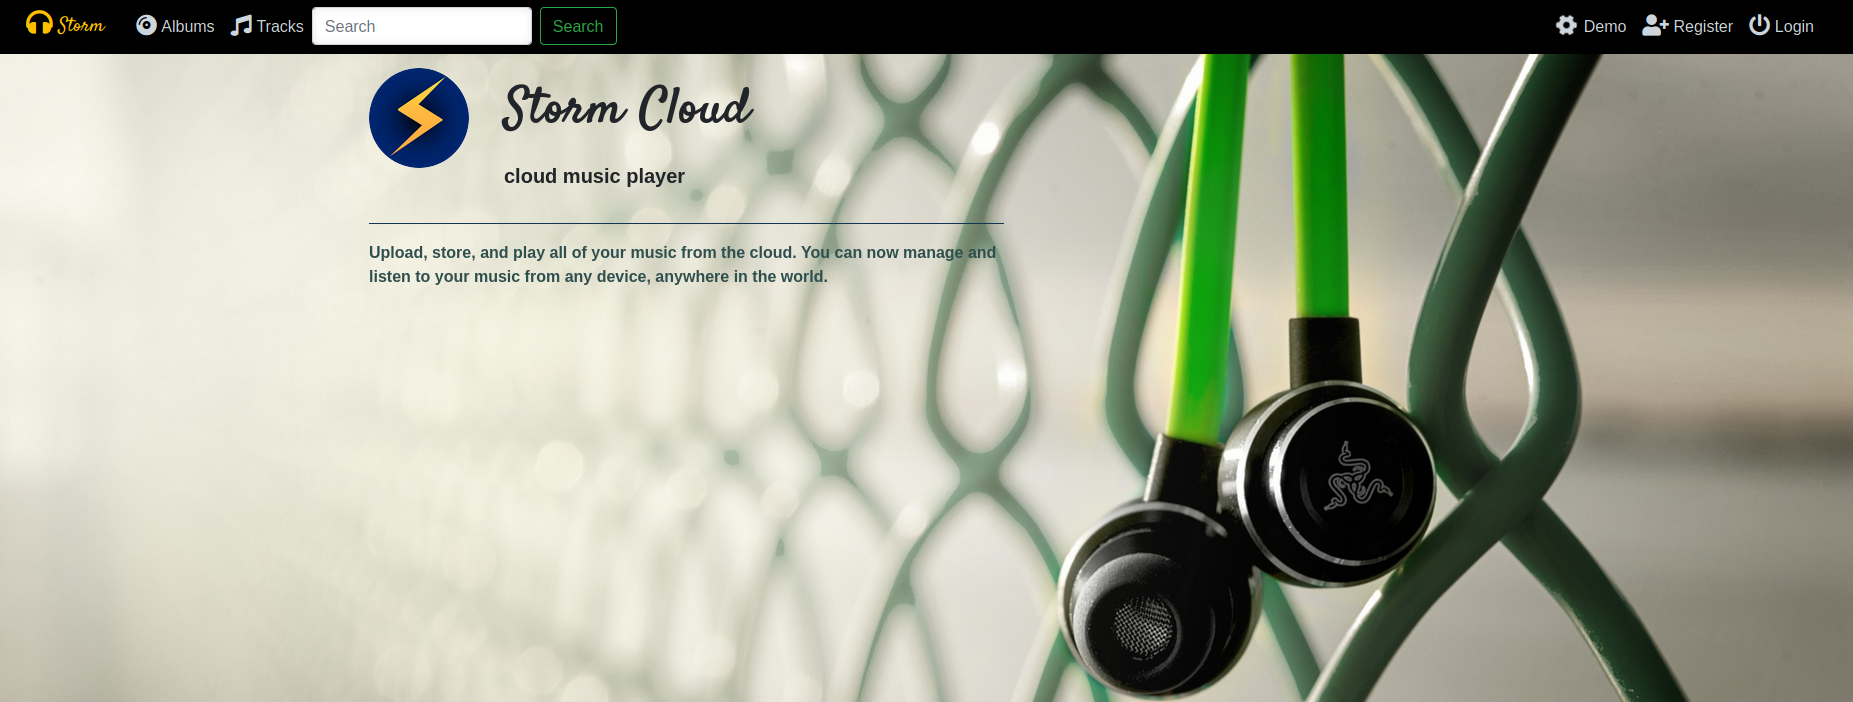 Storm Albums Tracks Search Search Demo Register Login
Storm Cloud
cloud music player
Upload, store, and play all of your music from the cloud. You can now manage and
listen to your music from any device, anywhere in the world.